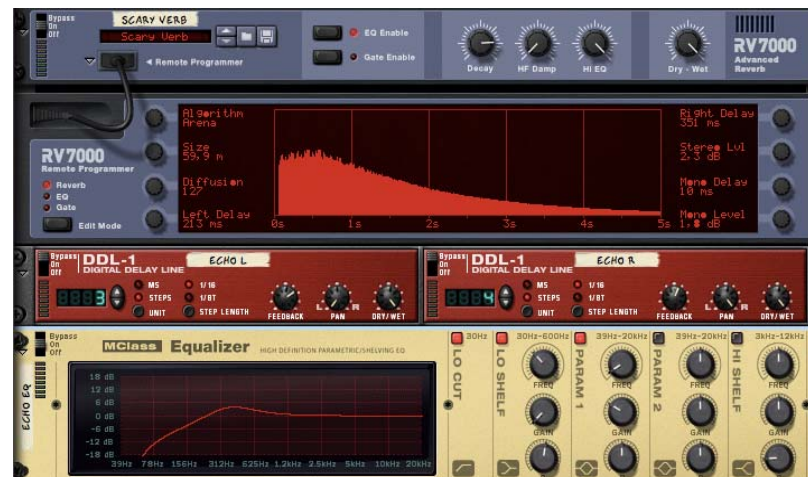 Bypass
On
Off
SCARY VERB
Scary Verb
Remote Programmer
EQ Enable
Gate Enable
Decay
HF Damp
Hi EQ
Dry - Wet
RV7000
Advanced
Reverb
RV7000
Remote Programmer
Reverb
EQ
Gate
Edit Mode
Algorithm
Arena
Size
59,9 m
Diffusion
127
Left Delay
213 ms
0s 1s 2s 3s 4s 5s
Right Delay
351 ms
Stereo Lvl
2,3 dB
Mono Delay
10 ms
Mono Level
1,8 dB
Bypass
On
Off
DDL-1
DIGITAL DELAY LINE
ECHO L
3
MS
STEPS
UNIT
1/16
1/8T
STEP LENGTH
FEEDBACK
L R
PAN
DRY/WET
Bypass
On
Off
DDL-1
DIGITAL DELAY LINE
ECHO R
4
MS
STEPS
UNIT
1/16
1/8T
STEP LENGTH
FEEDBACK
L R
PAN
DRY/WET
Bypass
On
Off
ECHO EQ
MClass Equalizer
HIGH DEFINITION PARAMETRIC/SHELVING EQ
18 dB
12 dB
6 dB
0 dB
-6 dB
-12 dB
-18 dB
39Hz 78Hz 156Hz 312Hz 625Hz 1.2kHz 2.5kHz 5kHz 10kHz 20kHz
30Hz
LO CUT
30Hz-600Hz
LO SHELF
FREQ
GAIN
Q
39Hz-20kHz
PARAM 1
FREQ
GAIN
Q
39Hz-20kHz
PARAM 2
FREQ
GAIN
Q
3kHz-12kHz
HI SHELF
FREQ
GAIN
Q